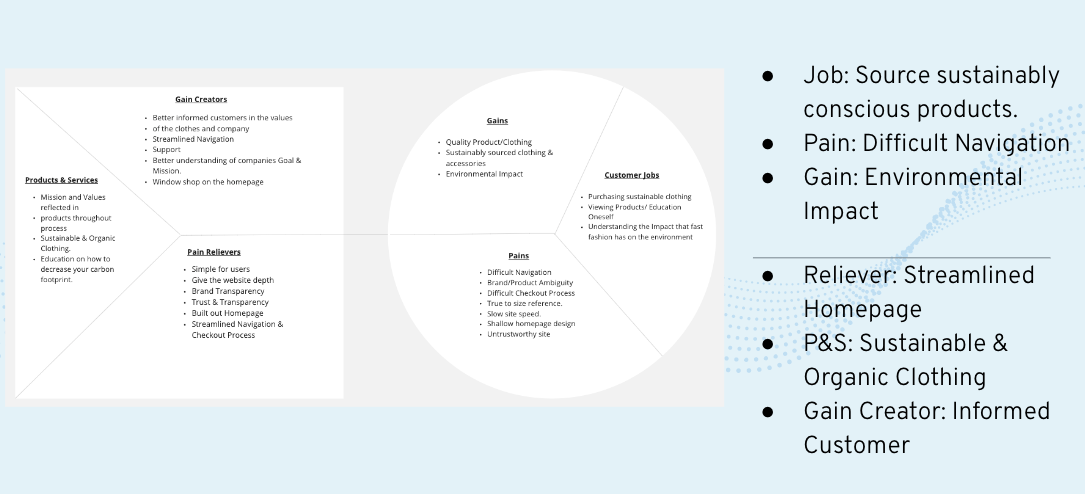 Gain Creators
• Better informed customers in the values
• of the clothes and company
• Streamlined Navigation
• Support
• Better understanding of companies Goal &
Mission.
• Window shop on the homepage
Products & Services
• Mission and Values
reflected in
• products throughout
process
• Sustainable & Organic
Clothing.
• Education on how to
decrease your carbon
footprint.
Pain Relievers
• Simple for users
• Give the website depth
• Brand Transparency
• Trust & Transparency
• Built out Homepage
• Streamlined Navigation &
Checkout Process
Gains
• Quality Product/Clothing
• Sustainably sourced clothing &
accessories
• Environmental Impact
Customer Jobs
• Purchasing sustainable clothing
• Viewing Products/ Education
Oneself
• Understanding the Impact that fast
fashion has on the environment
Pains
• Difficult Navigation
• Brand/Product Ambiguity
• Difficult Checkout Process
• True to size reference.
• Slow site speed.
• Shallow homepage design
• Untrustworthy site
● Job: Source sustainably
conscious products.
● Pain: Difficult Navigation
● Gain: Environmental
Impact
● Reliever: Streamlined
Homepage
● P&S: Sustainable &
Organic Clothing
● Gain Creator: Informed
Customer